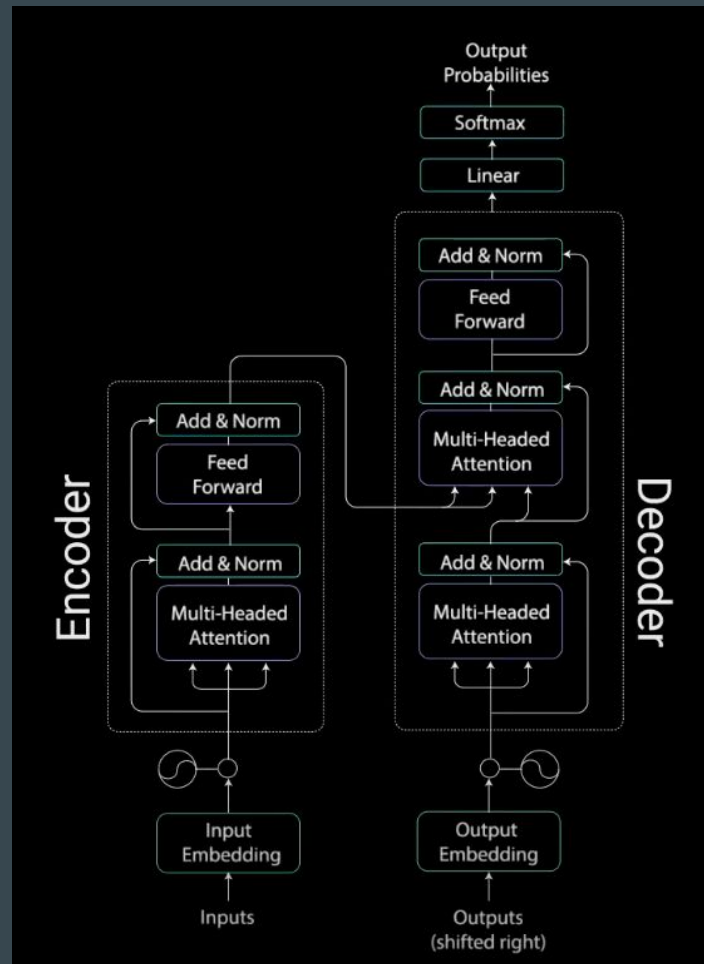 Output
Probabilities
Softmax
Linear
Add & Norm
Feed
Forward
Add & Norm
Multi-Headed
Attention
Add & Norm
Multi-Headed
Attention
Decoder
Output
Embedding
Outputs
(shifted right)
Encoder
Add & Norm
Feed
Forward
Add & Norm
Multi-Headed
Attention
Input
Embedding
Inputs